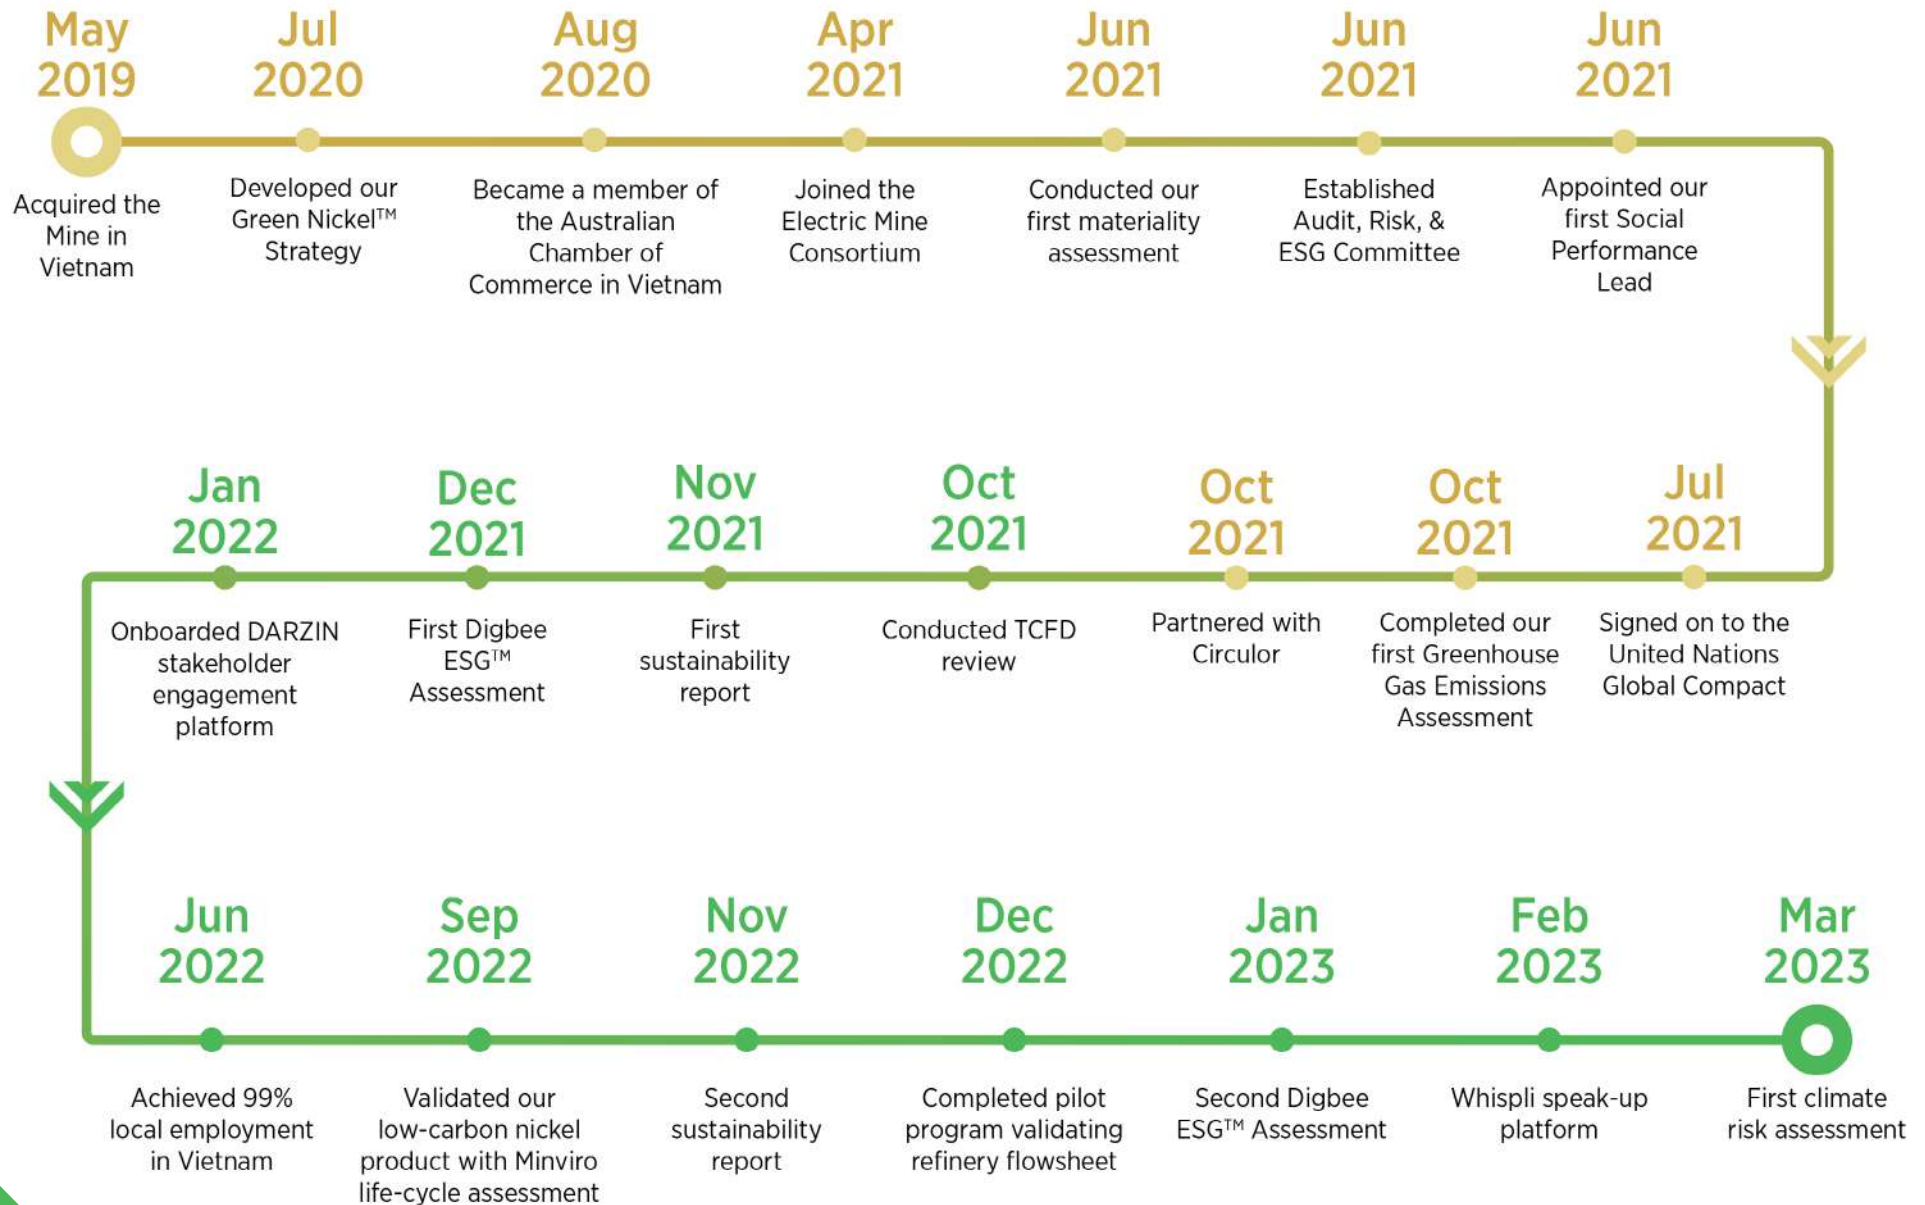 May
2019
Acquired the
Mine in
Vietnam
Jul
2020
Developed our
Green Nickel™
Strategy
Aug
2020
Became a member of
the Australian
Chamber of
Commerce in Vietnam
Apr
2021
Joined the
Electric Mine
Consortium
Jun
2021
Conducted our
first materiality
assessment
Jun
2021
Established
Audit, Risk, &
ESG Committee
Jun
2021
Appointed our
first Social
Performance
Lead
Jul
2021
Signed on to the
United Nations
Global Compact
Oct
2021
Completed our
first Greenhouse
Gas Emissions
Assessment
Oct
2021
Partnered with
Circulor
Oct
2021
Conducted TCFD
review
Nov
2021
First
sustainability
report
Dec
2021
First Digbee
ESG™
Assessment
Jan
2022
Onboarded DARZIN
stakeholder
engagement
platform
Jun
2022
Achieved 99%
local employment
in Vietnam
Sep
2022
Validated our
low-carbon nickel
product with Minviro
life-cycle assessment
Nov
2022
Second
sustainability
report
Dec
2022
Completed pilot
program validating
refinery flowsheet
Jan
2023
Second Digbee
ESG™ Assessment
Feb
2023
Whispli speak-up
platform
Mar
2023
First climate
risk assessment